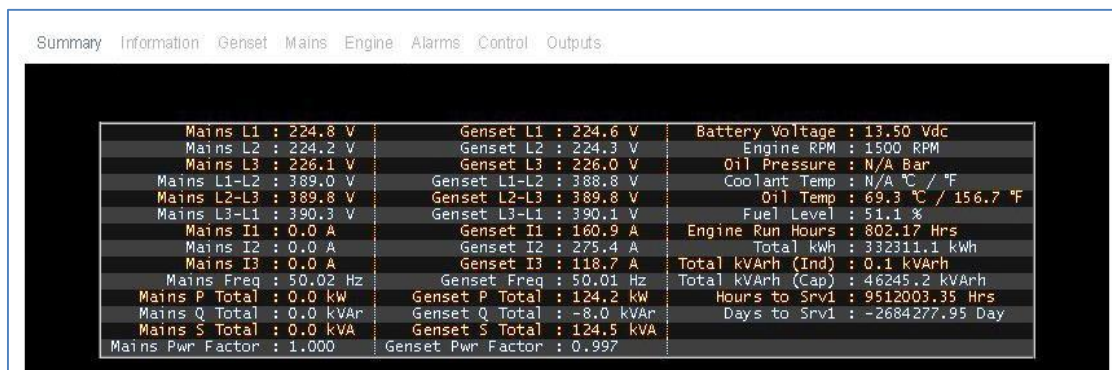 Summary Information Genset Mains Engine Alarms Control Outputs
Mains L1 : 224.8 V Genset L1 : 224.6 V Battery Voltage : 13.50 Vdc
Mains L2 : 224.2 V Genset L2 : 224.3 V Engine RPM : 1500 RPM
Mains L3 : 226.1 V Genset L3 : 226.0 V Oil Pressure : N/A Bar
Mains L1-L2 : 389.0 V Genset L1-L2 : 388.8 V Coolant Temp : N/A ℃ / ℉
Mains L2-L3 : 389.8 V Genset L2-L3 : 389.8 V Oil Temp : 69.3 ℃ / 156.7 ℉
Mains L3-L1 : 390.3 V Genset L3-L1 : 390.1 V Fuel Level : 51.1 %
Mains I1 : 0.0 A Genset I1 : 160.9 A Engine Run Hours : 802.17 Hrs
Mains I2 : 0.0 A Genset I2 : 275.4 A Total kWh : 332311.1 kWh
Mains I3 : 0.0 A Genset I3 : 118.7 A Total kVArh (Ind) : 0.1 kVArh
Mains Freq : 50.02 Hz Genset Freq : 50.01 Hz Total kVArh (Cap) : 46245.2 kVArh
Mains P Total : 0.0 kW Genset P Total : 124.2 kW Hours to Srv1 : 9512003.35 Hrs
Mains Q Total : 0.0 kVAr Genset Q Total : -8.0 kVAr Days to Srv1 : -2684277.95 Day
Mains S Total : 0.0 kVA Genset S Total : 124.5 kVA
Mains Pwr Factor : 1.000 Genset Pwr Factor : 0.997